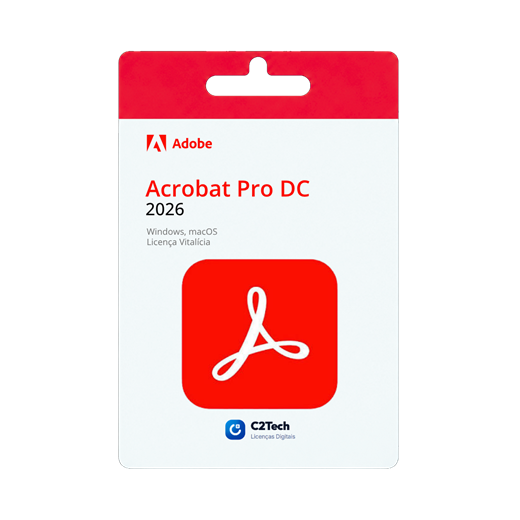 Adobe
Acrobat Pro DC
2026
Windows, macOS
Licença Vitalícia
C2Tech
Licenças Digitais